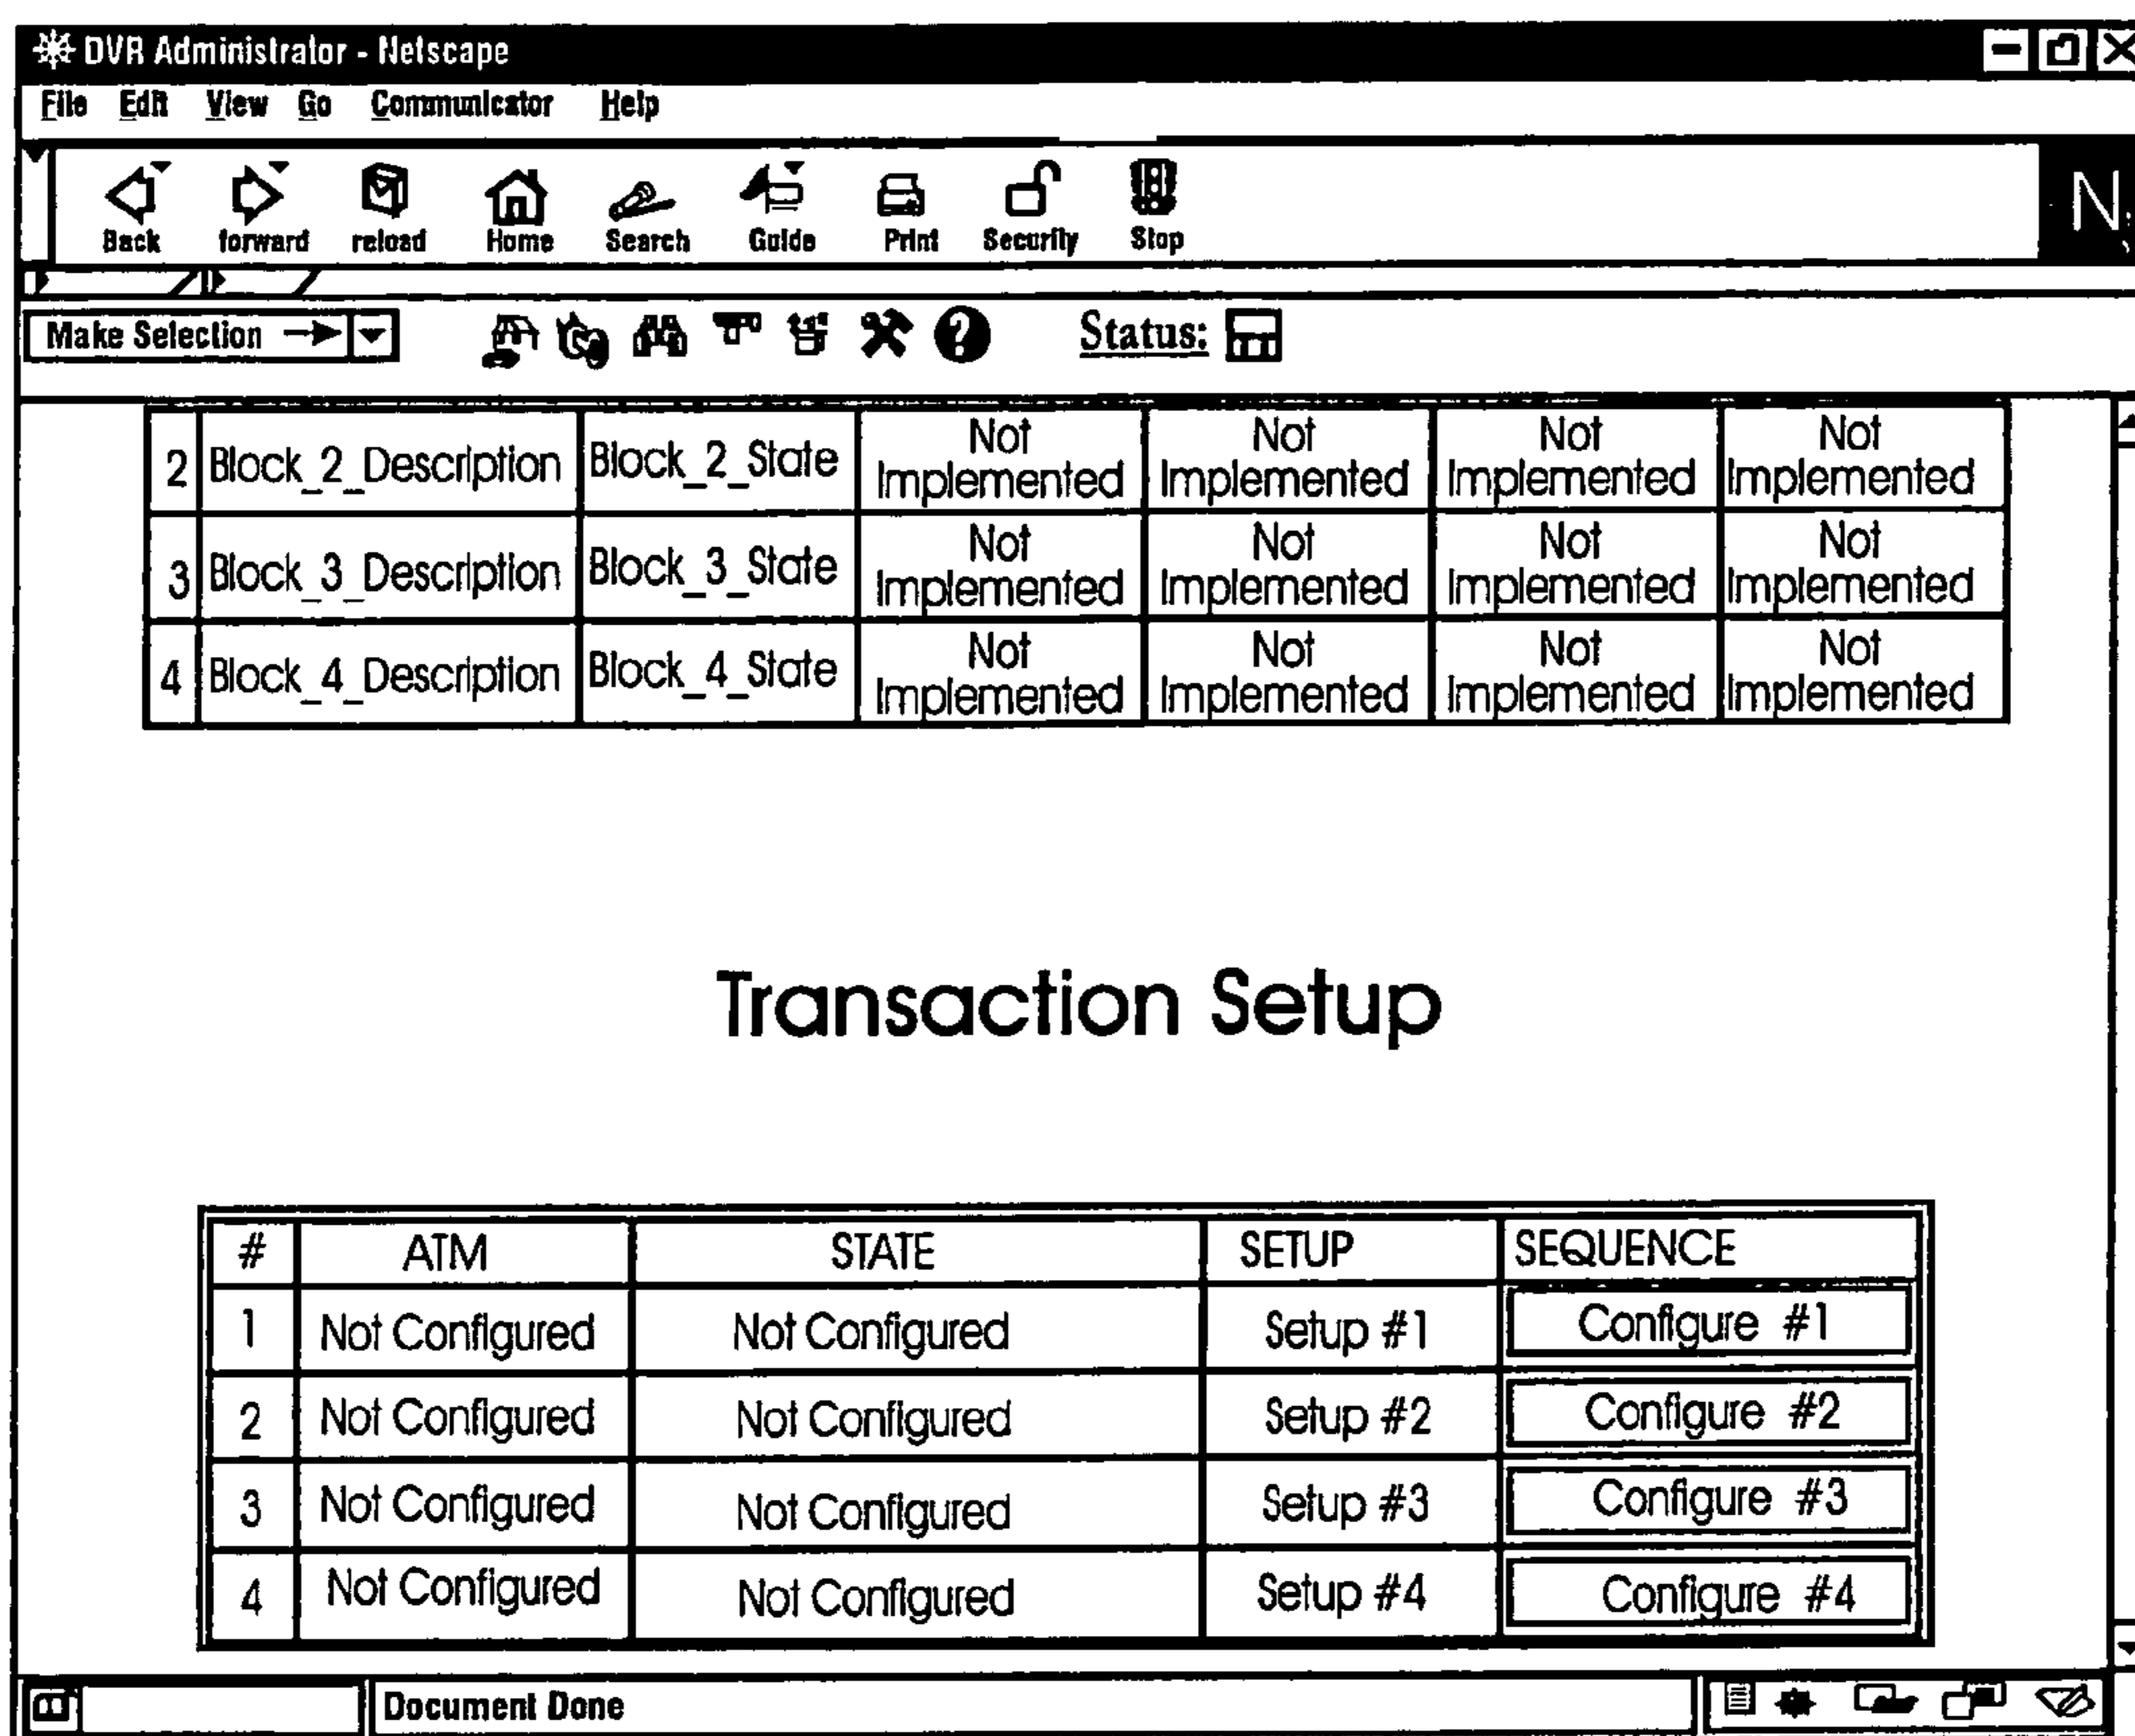 DVR Administrator - Netscape
File Edit View Go Communicator Help
Back forward reload Home Search Guide Print Security Stop
N
Make Selection Status:
2 Block_2_Description Block_2_State Not Implemented Not Implemented Not Implemented Not Implemented
3 Block_3_Description Block_3_State Not Implemented Not Implemented Not Implemented Not Implemented
4 Block_4_Description Block_4_State Not Implemented Not Implemented Not Implemented Not Implemented
Transaction Setup
# ATM STATE SETUP SEQUENCE
1 Not Configured Not Configured Setup #1 Configure #1
2 Not Configured Not Configured Setup #2 Configure #2
3 Not Configured Not Configured Setup #3 Configure #3
4 Not Configured Not Configured Setup #4 Configure #4
Document Done